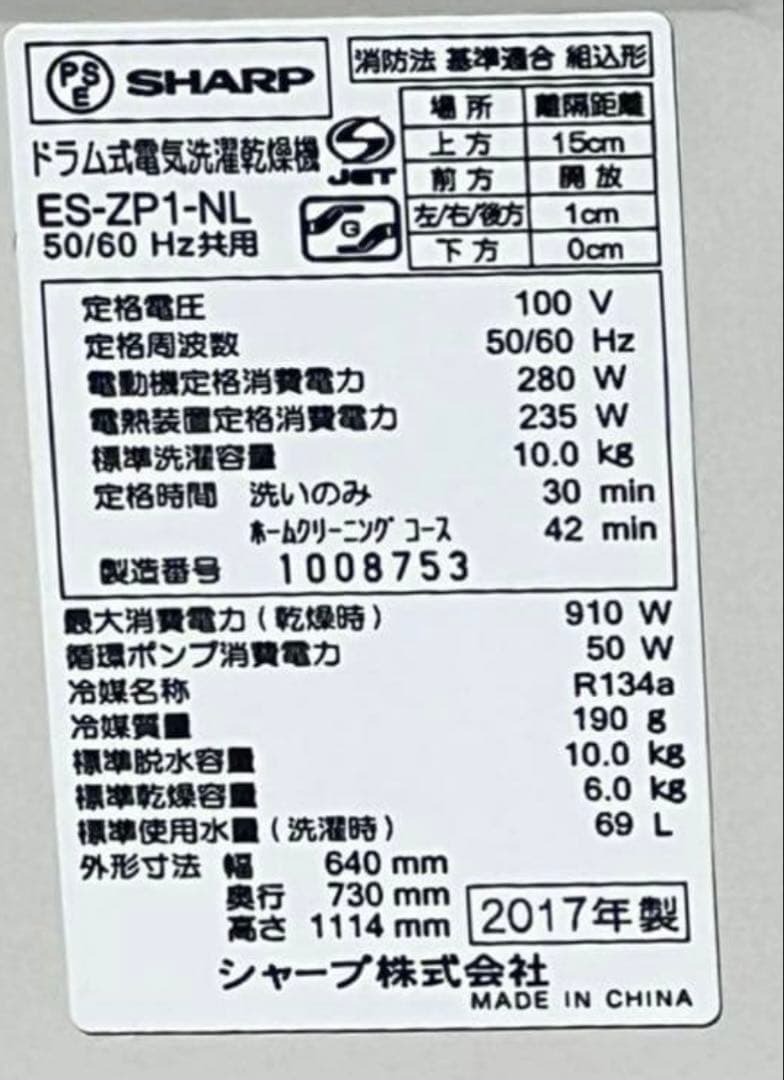 PSE SHARP
消防法 基準適合 組込形
場所 離隔距離
上方 15cm
前方 開放
左/右/後方 1cm
下方 0cm
ドラム式電気洗濯乾燥機
S-JET
ES-ZP1-NL
G
50/60 Hz共用
定格電圧 100 V
定格周波数 50/60 Hz
電動機定格消費電力 280 W
電熱装置定格消費電力 235 W
標準洗濯容量 10.0 kg
定格時間 洗いのみ 30 min
ホームクリーニング コース 42 min
製造番号 1008753
最大消費電力(乾燥時) 910 W
循環ポンプ消費電力 50 W
冷媒名称 R134a
冷媒質量 190 g
標準脱水容量 10.0 kg
標準乾燥容量 6.0 kg
標準使用水量(洗濯時) 69 L
外形寸法 幅 640 mm
奥行 730 mm
高さ 1114 mm
2017年製
シャープ株式会社
MADE IN CHINA